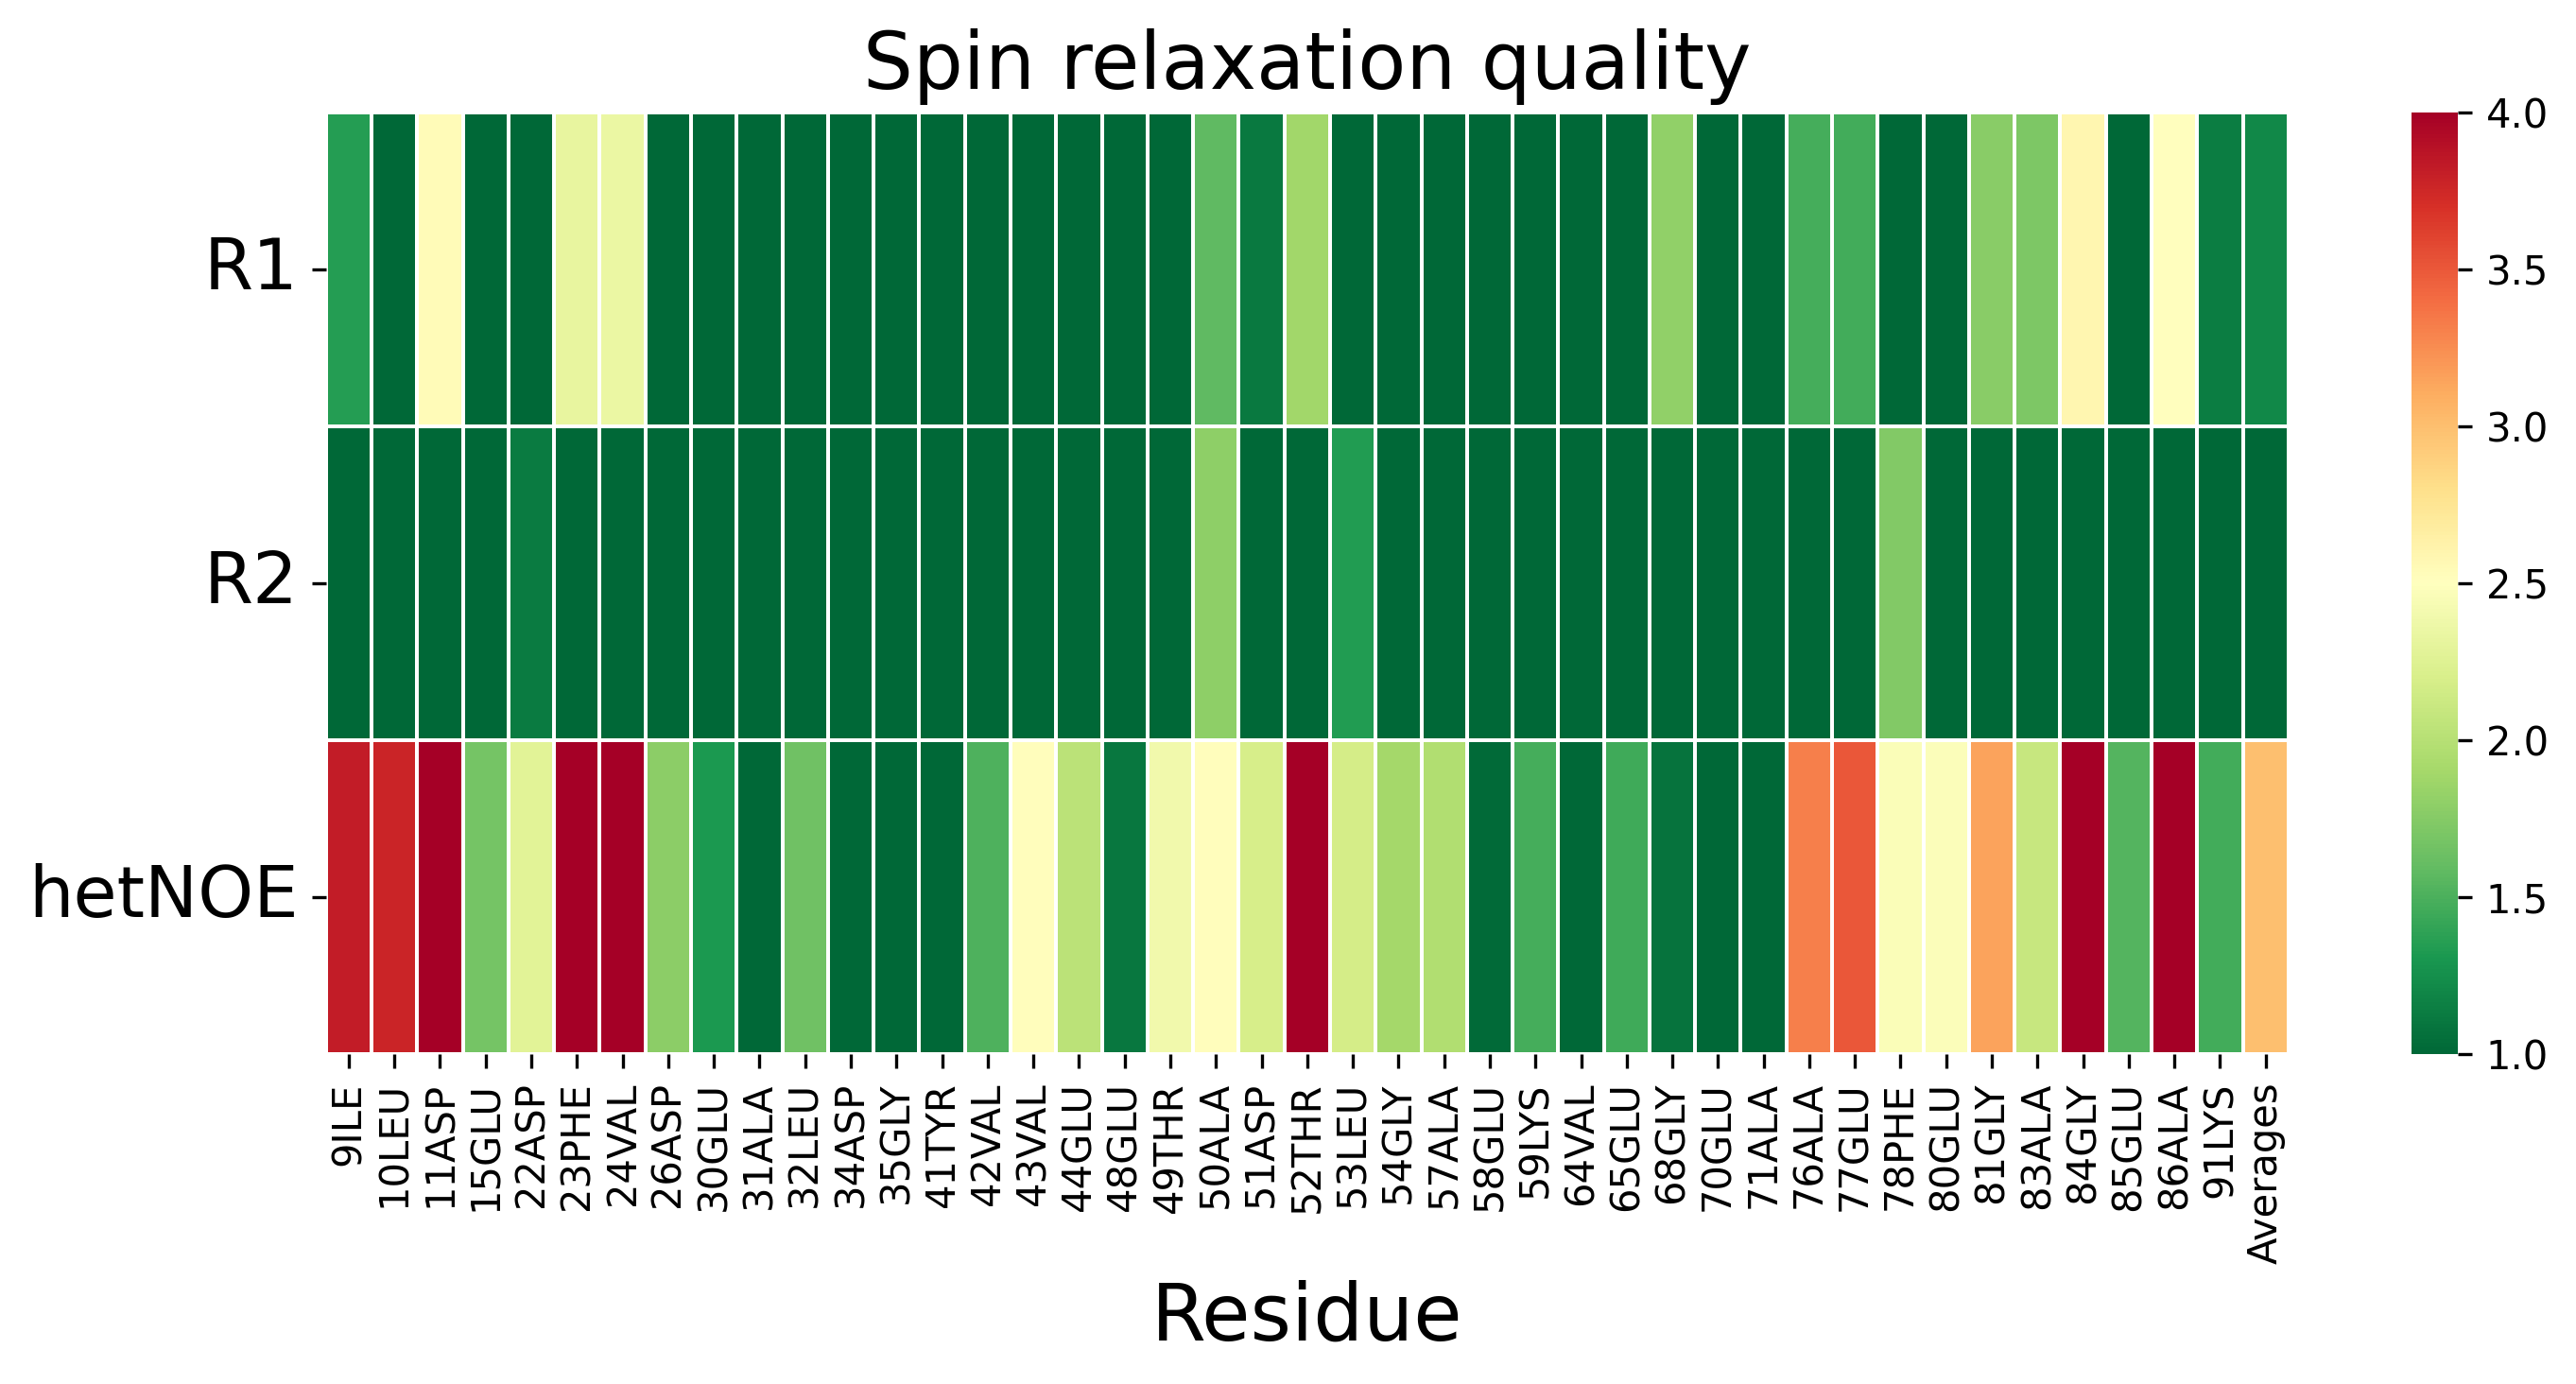 Spin relaxation quality
R1
R2
hetNOE
9ILE
10LEU
11ASP
15GLU
22ASP
23PHE
24VAL
26ASP
30GLU
31ALA
32LEU
34ASP
35GLY
41TYR
42VAL
43VAL
44GLU
48GLU
49THR
50ALA
51ASP
52THR
53LEU
54GLY
57ALA
58GLU
59LYS
64VAL
65GLU
68GLY
70GLU
71ALA
76ALA
77GLU
78PHE
80GLU
81GLY
83ALA
84GLY
85GLU
86ALA
91LYS
Averages
Residue
4.0
3.5
3.0
2.5
2.0
1.5
1.0